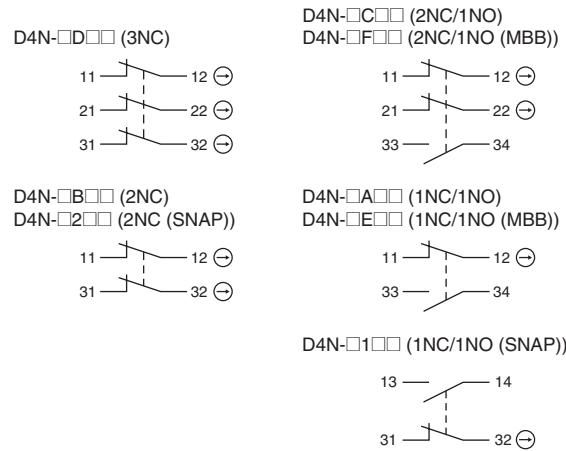 D4N-□D□□ (3NC)
11 12
21 22
31 32
D4N-□C□□ (2NC/1NO)
D4N-□F□□ (2NC/1NO (MBB))
11 12
21 22
33 34
D4N-□B□□ (2NC)
D4N-□2□□ (2NC (SNAP))
11 12
31 32
D4N-□A□□ (1NC/1NO)
D4N-□E□□ (1NC/1NO (MBB))
11 12
33 34
D4N-□1□□ (1NC/1NO (SNAP))
13 14
31 32